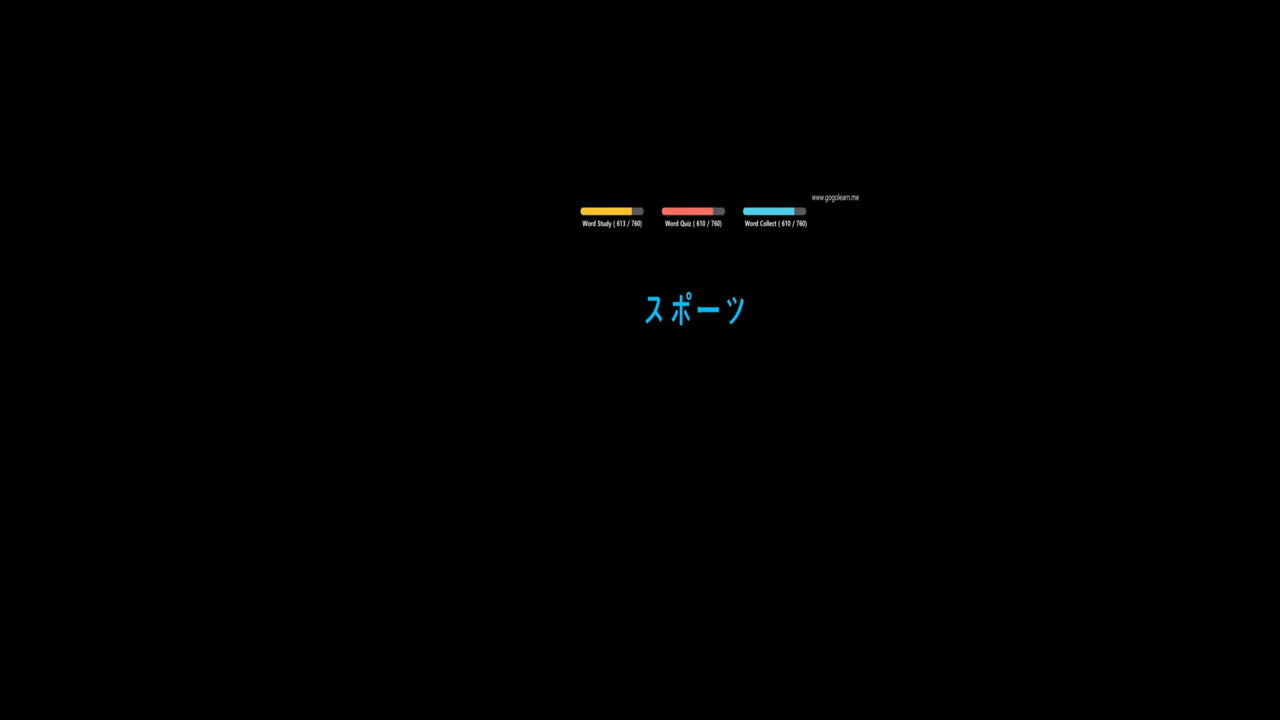 www.gogolearn.me
Word Study ( 613 / 760)
Word Quiz ( 610 / 760)
Word Collect ( 610 / 760)
スポーツ